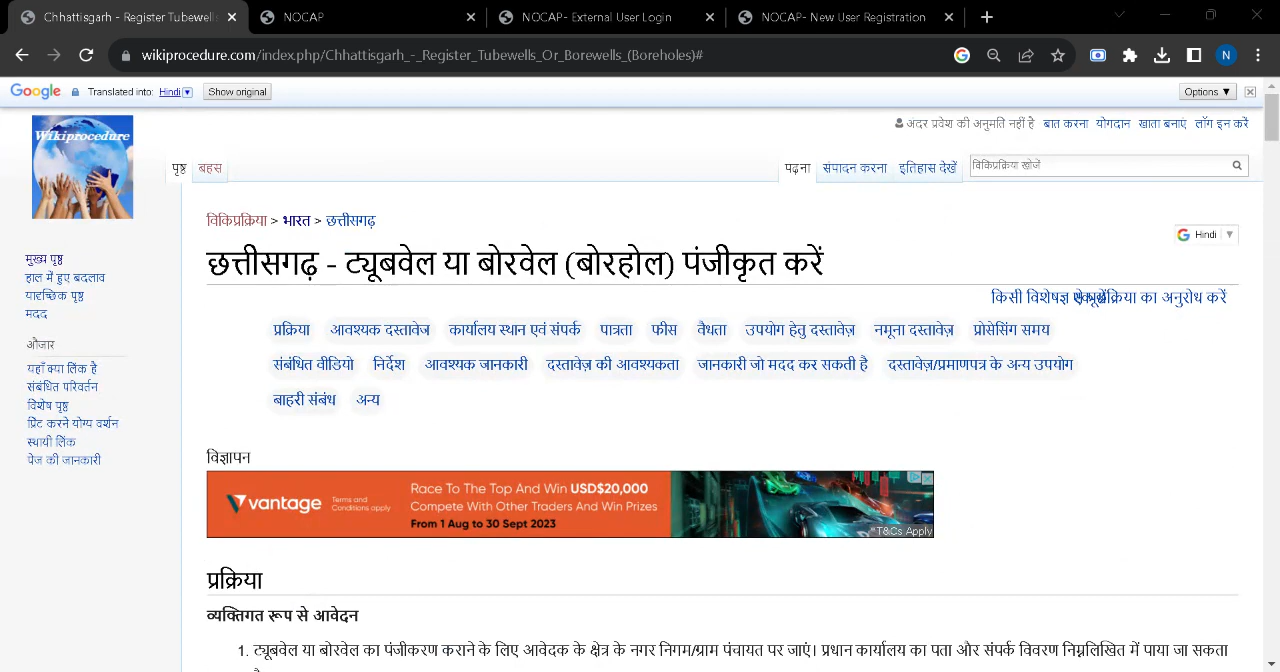 Chhattisgarh - Register Tubewells
NOCAP
NOCAP- External User Login
NOCAP- New User Registration
wikiprocedure.com/index.php/Chhattisgarh_-_Register_Tubewells_Or_Borewells_(Boreholes)#
N
Google Translated into: Hindi Show original Options ▼
Wikiprocedure
अंदर प्रवेश की अनुमति नहीं है बात करना योगदान खाता बनाएं लॉग इन करें
पृष्ठ बहस पढ़ना संपादन करना इतिहास देखें विकिप्रक्रिया खोजें
विकिप्रक्रिया > भारत > छत्तीसगढ़
G Hindi ▼
छत्तीसगढ़ - ट्यूबवेल या बोरवेल (बोरहोल) पंजीकृत करें
किसी विशेषज्ञ प्रक्रिया का अनुरोध करें
प्रक्रिया आवश्यक दस्तावेज कार्यालय स्थान एवं संपर्क पात्रता फीस वैधता उपयोग हेतु दस्तावेज़ नमूना दस्तावेज़ प्रोसेसिंग समय
संबंधित वीडियो निर्देश आवश्यक जानकारी दस्तावेज़ की आवश्यकता जानकारी जो मदद कर सकती है दस्तावेज़/प्रमाणपत्र के अन्य उपयोग
बाहरी संबंध अन्य
मुख्य पृष्ठ
हाल में हुए बदलाव
यादृच्छिक पृष्ठ
मदद
औजार
यहाँ क्या लिंक है
संबंधित परिवर्तन
विशेष पृष्ठ
प्रिंट करने योग्य वर्शन
स्थायी लिंक
पेज की जानकारी
विज्ञापन
vantage
Terms and
Conditions apply
Race To The Top And Win USD$20,000
Compete With Other Traders And Win Prizes
From 1 Aug to 30 Sept 2023
*T&Cs Apply
प्रक्रिया
व्यक्तिगत रूप से आवेदन
1. ट्यूबवेल या बोरवेल का पंजीकरण कराने के लिए आवेदक के क्षेत्र के नगर निगम/ग्राम पंचायत पर जाएं। प्रधान कार्यालय का पता और संपर्क विवरण निम्नलिखित में पाया जा सकता